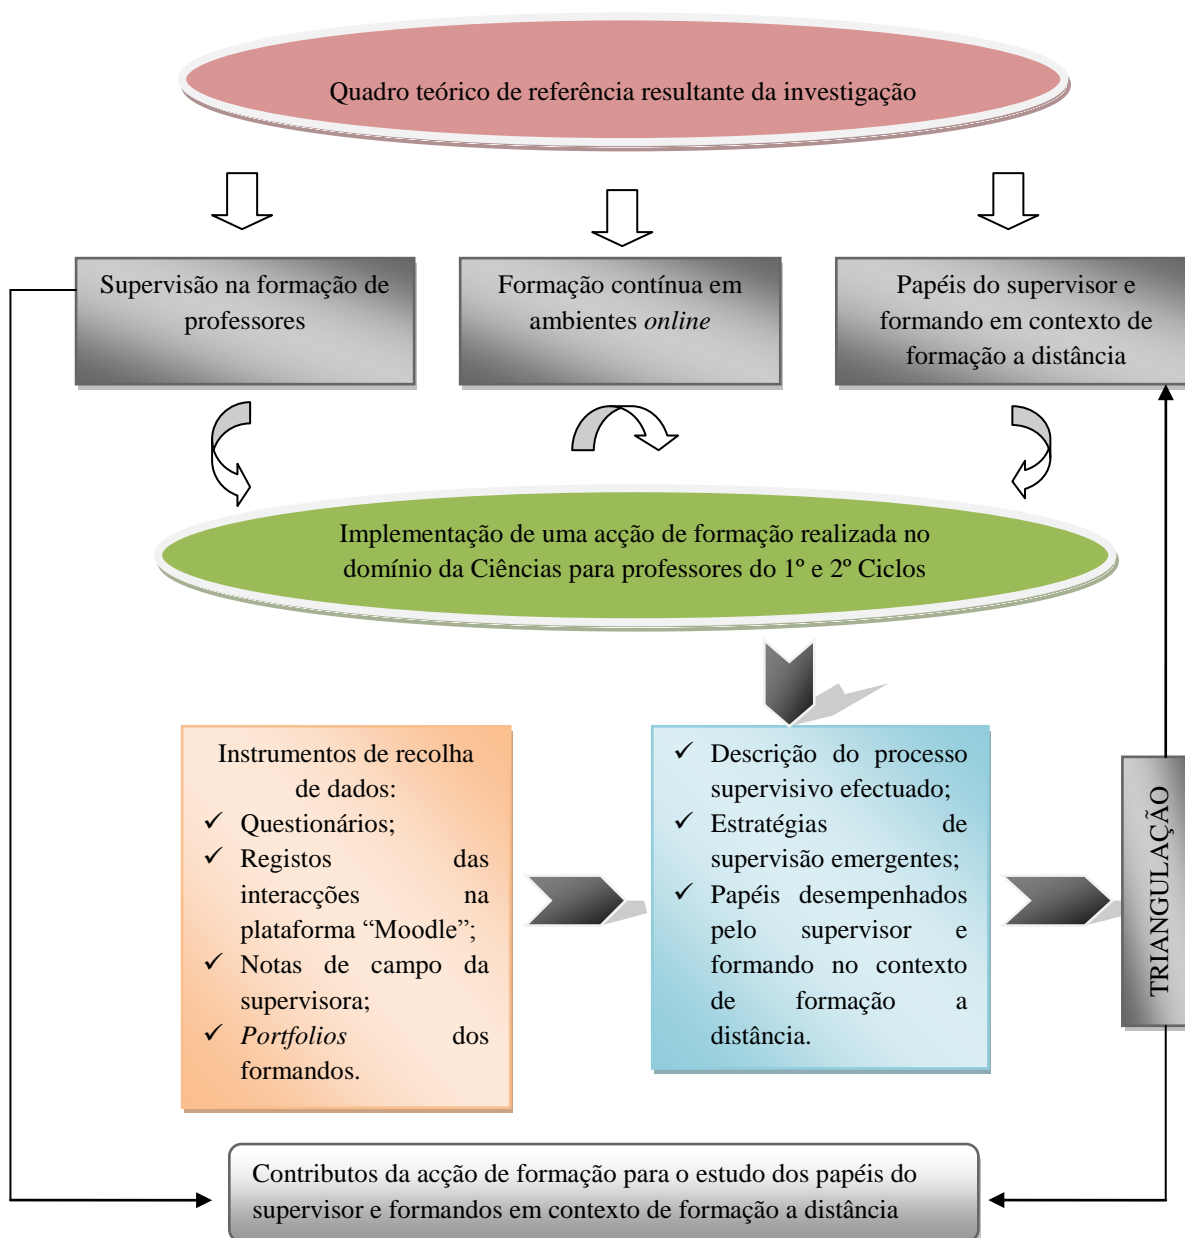 Quadro teórico de referência resultante da investigação
Supervisão na formação de
professores
Formação contínua em
ambientes online
Papéis do supervisor e
formando em contexto de
formação a distância
Implementação de uma acção de formação realizada no
domínio da Ciências para professores do 1º e 2º Ciclos
Instrumentos de recolha
de dados:
✓ Questionários;
✓ Registos das
interacções na
plataforma “Moodle”;
✓ Notas de campo da
supervisora;
✓ Portfolios dos
formandos.
✓ Descrição do processo
supervisivo efectuado;
✓ Estratégias de
supervisão emergentes;
✓ Papéis desempenhados
pelo supervisor e
formando no contexto
de formação a
distância.
TRIANGULAÇÃO
Contributos da acção de formação para o estudo dos papéis do
supervisor e formandos em contexto de formação a distância